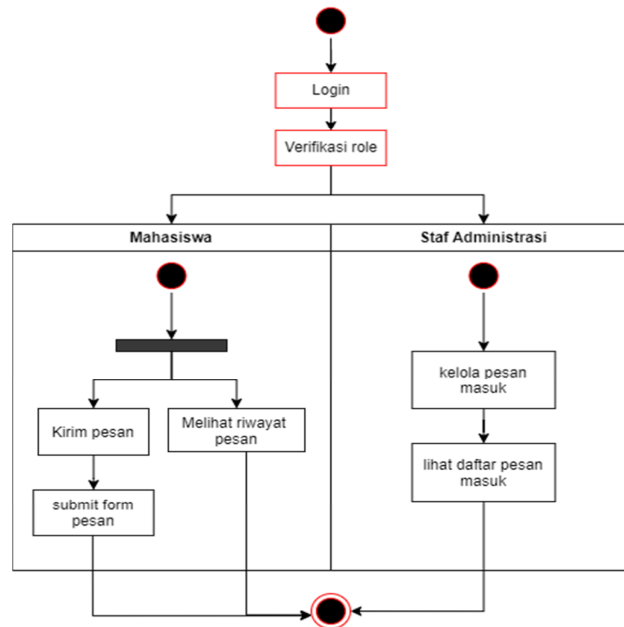 Login
Verifikasi role
Mahasiswa
Staf Administrasi
kelola pesan
masuk
Kirim pesan
Melihat riwayat
pesan
lihat daftar pesan
masuk
submit form
pesan